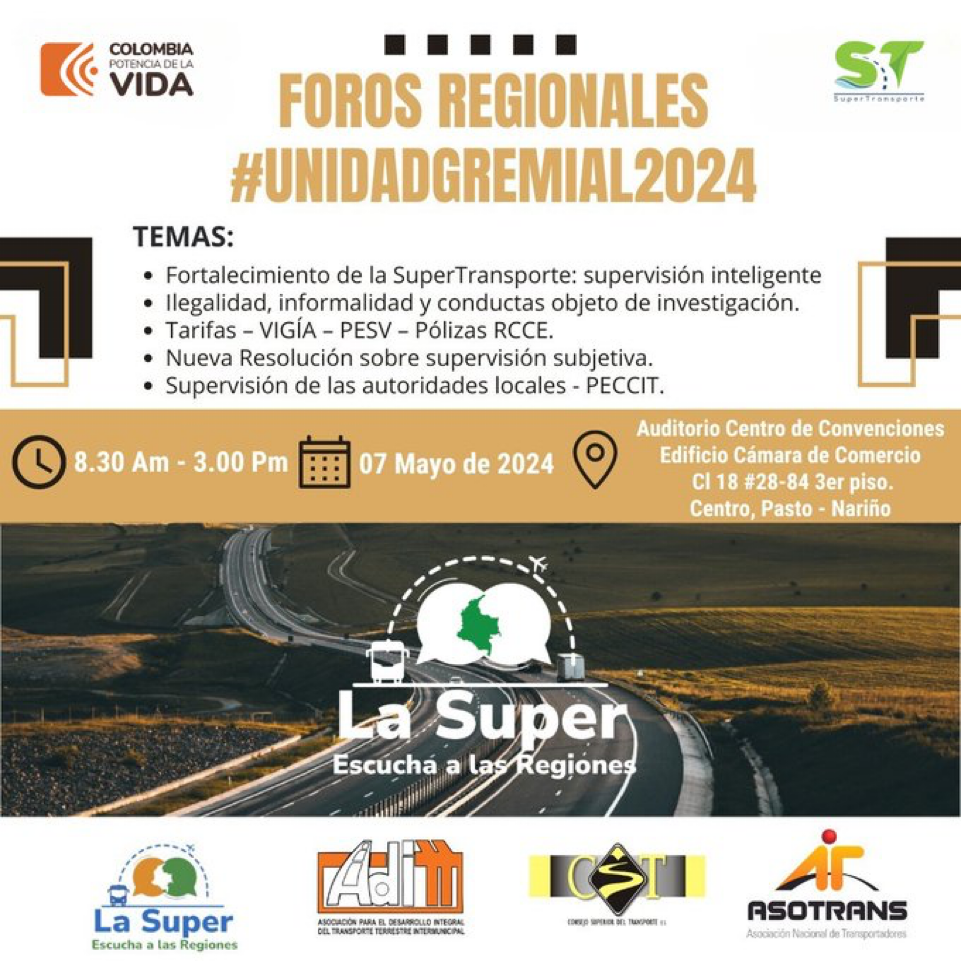 COLOMBIA
POTENCIA DE LA
VIDA
ST
SuperTransporte
FOROS REGIONALES
#UNIDADGREMIAL2024
TEMAS:
• Fortalecimiento de la SuperTransporte: supervisión inteligente
• Ilegalidad, informalidad y conductas objeto de investigación.
• Tarifas – VIGÍA – PESV – Pólizas RCCE.
• Nueva Resolución sobre supervisión subjetiva.
• Supervisión de las autoridades locales - PECCIT.
8.30 Am - 3.00 Pm
07 Mayo de 2024
Auditorio Centro de Convenciones
Edificio Cámara de Comercio
Cl 18 #28-84 3er piso.
Centro, Pasto - Nariño
La Super
Escucha a las Regiones
La Super
Escucha a las Regiones
Aditt
ASOCIACIÓN PARA EL DESARROLLO INTEGRAL
DEL TRANSPORTE TERRESTRE INTERMUNICIPAL
CST
CONSEJO SUPERIOR DEL TRANSPORTE
ASOTRANS
Asociación Nacional de Transportadores